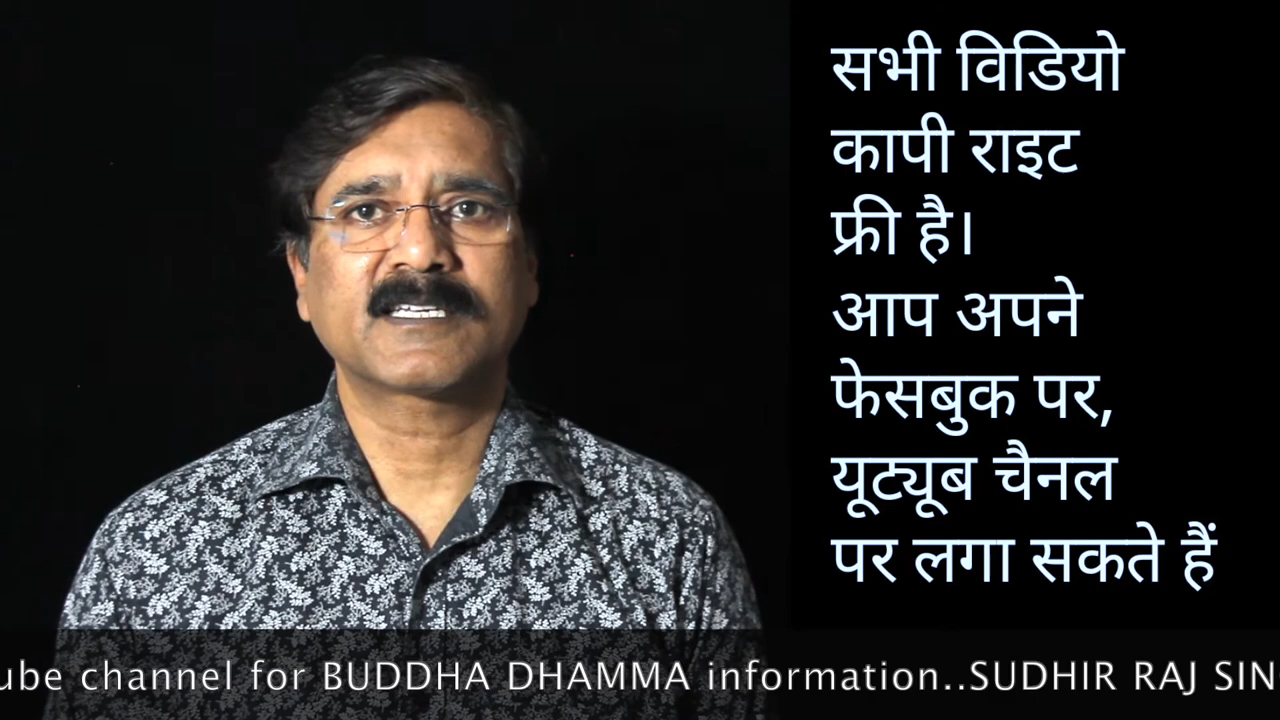 सभी विडियो
कापी राइट
फ्री है।
आप अपने
फेसबुक पर,
यूट्यूब चैनल
पर लगा सकते हैं
ube channel for BUDDHA DHAMMA information..SUDHIR RAJ SIN